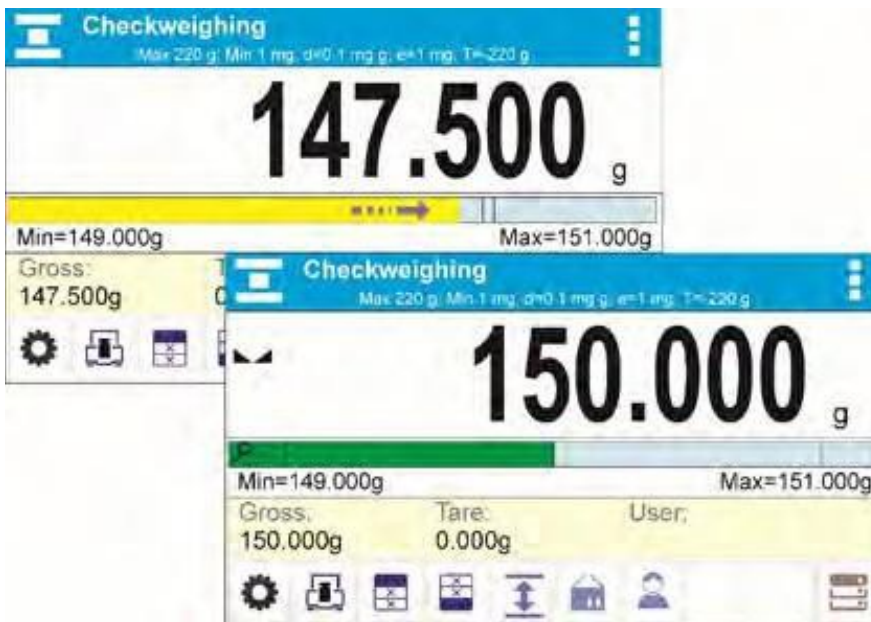 Checkweighing
Max 220 g; Min 1 mg; d=0.1 mg g; e=1 mg; T=-220 g
147.500 g
Min=149.000g Max=151.000g
Gross:
147.500g
Checkweighing
Max 220 g; Min 1 mg; d=0.1 mg g; e=1 mg; T=-220 g
150.000 g
Min=149.000g Max=151.000g
Gross: Tare: User:
150.000g 0.000g